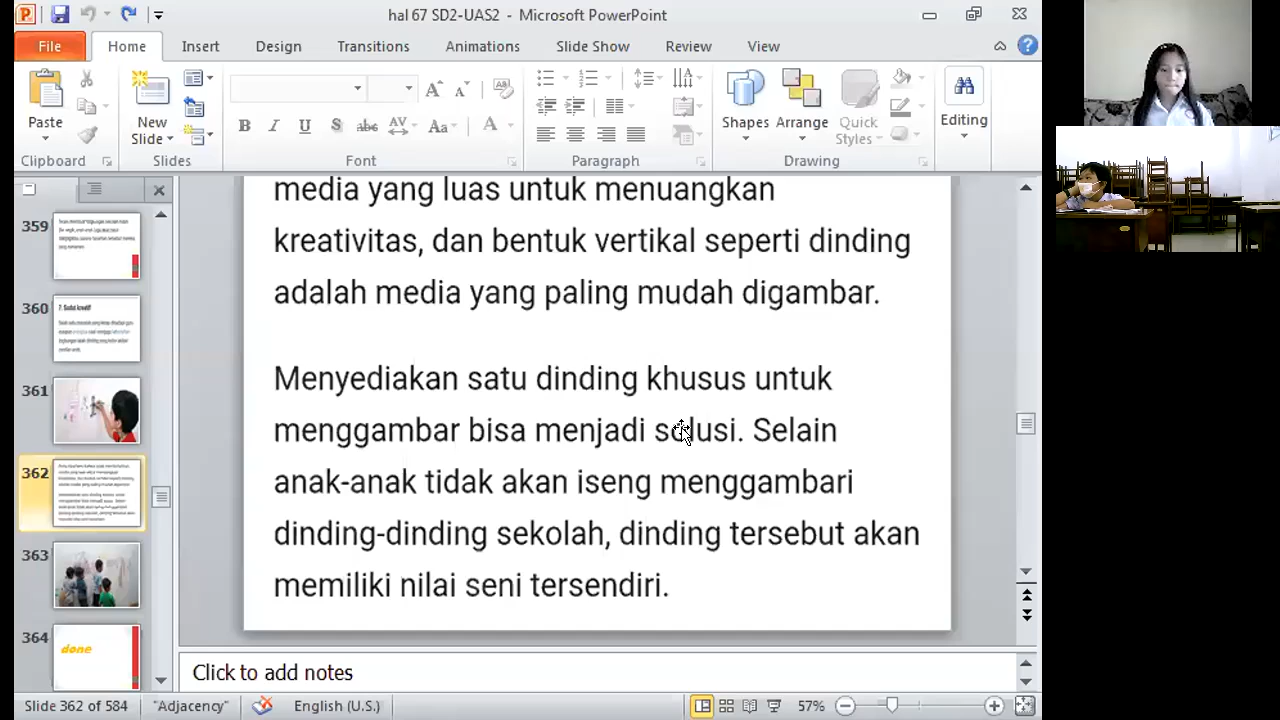 hal 67 SD2-UAS2 - Microsoft PowerPoint
File Home Insert Design Transitions Animations Slide Show Review View
Paste
New Slide
Shapes Arrange Quick Styles
Editing
Clipboard Slides Font Paragraph Drawing
359
360
7. Sudut kreatif
361
362
363
364
done
media yang luas untuk menuangkan
kreativitas, dan bentuk vertikal seperti dinding
adalah media yang paling mudah digambar.
Menyediakan satu dinding khusus untuk
menggambar bisa menjadi solusi. Selain
anak-anak tidak akan iseng menggambari
dinding-dinding sekolah, dinding tersebut akan
memiliki nilai seni tersendiri.
Click to add notes
Slide 362 of 584 "Adjacency" English (U.S.) 57%